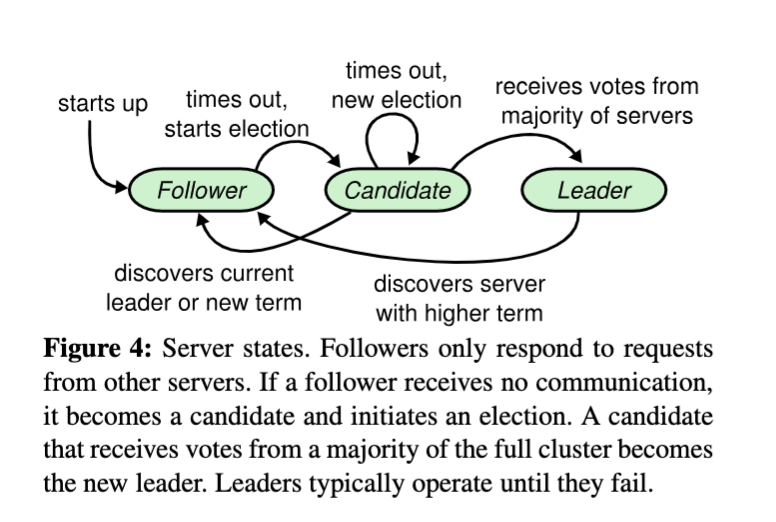 starts up
times out,
starts election
times out,
new election
receives votes from
majority of servers
Follower
Candidate
Leader
discovers current
leader or new term
discovers server
with higher term
Figure 4: Server states. Followers only respond to requests
from other servers. If a follower receives no communication,
it becomes a candidate and initiates an election. A candidate
that receives votes from a majority of the full cluster becomes
the new leader. Leaders typically operate until they fail.